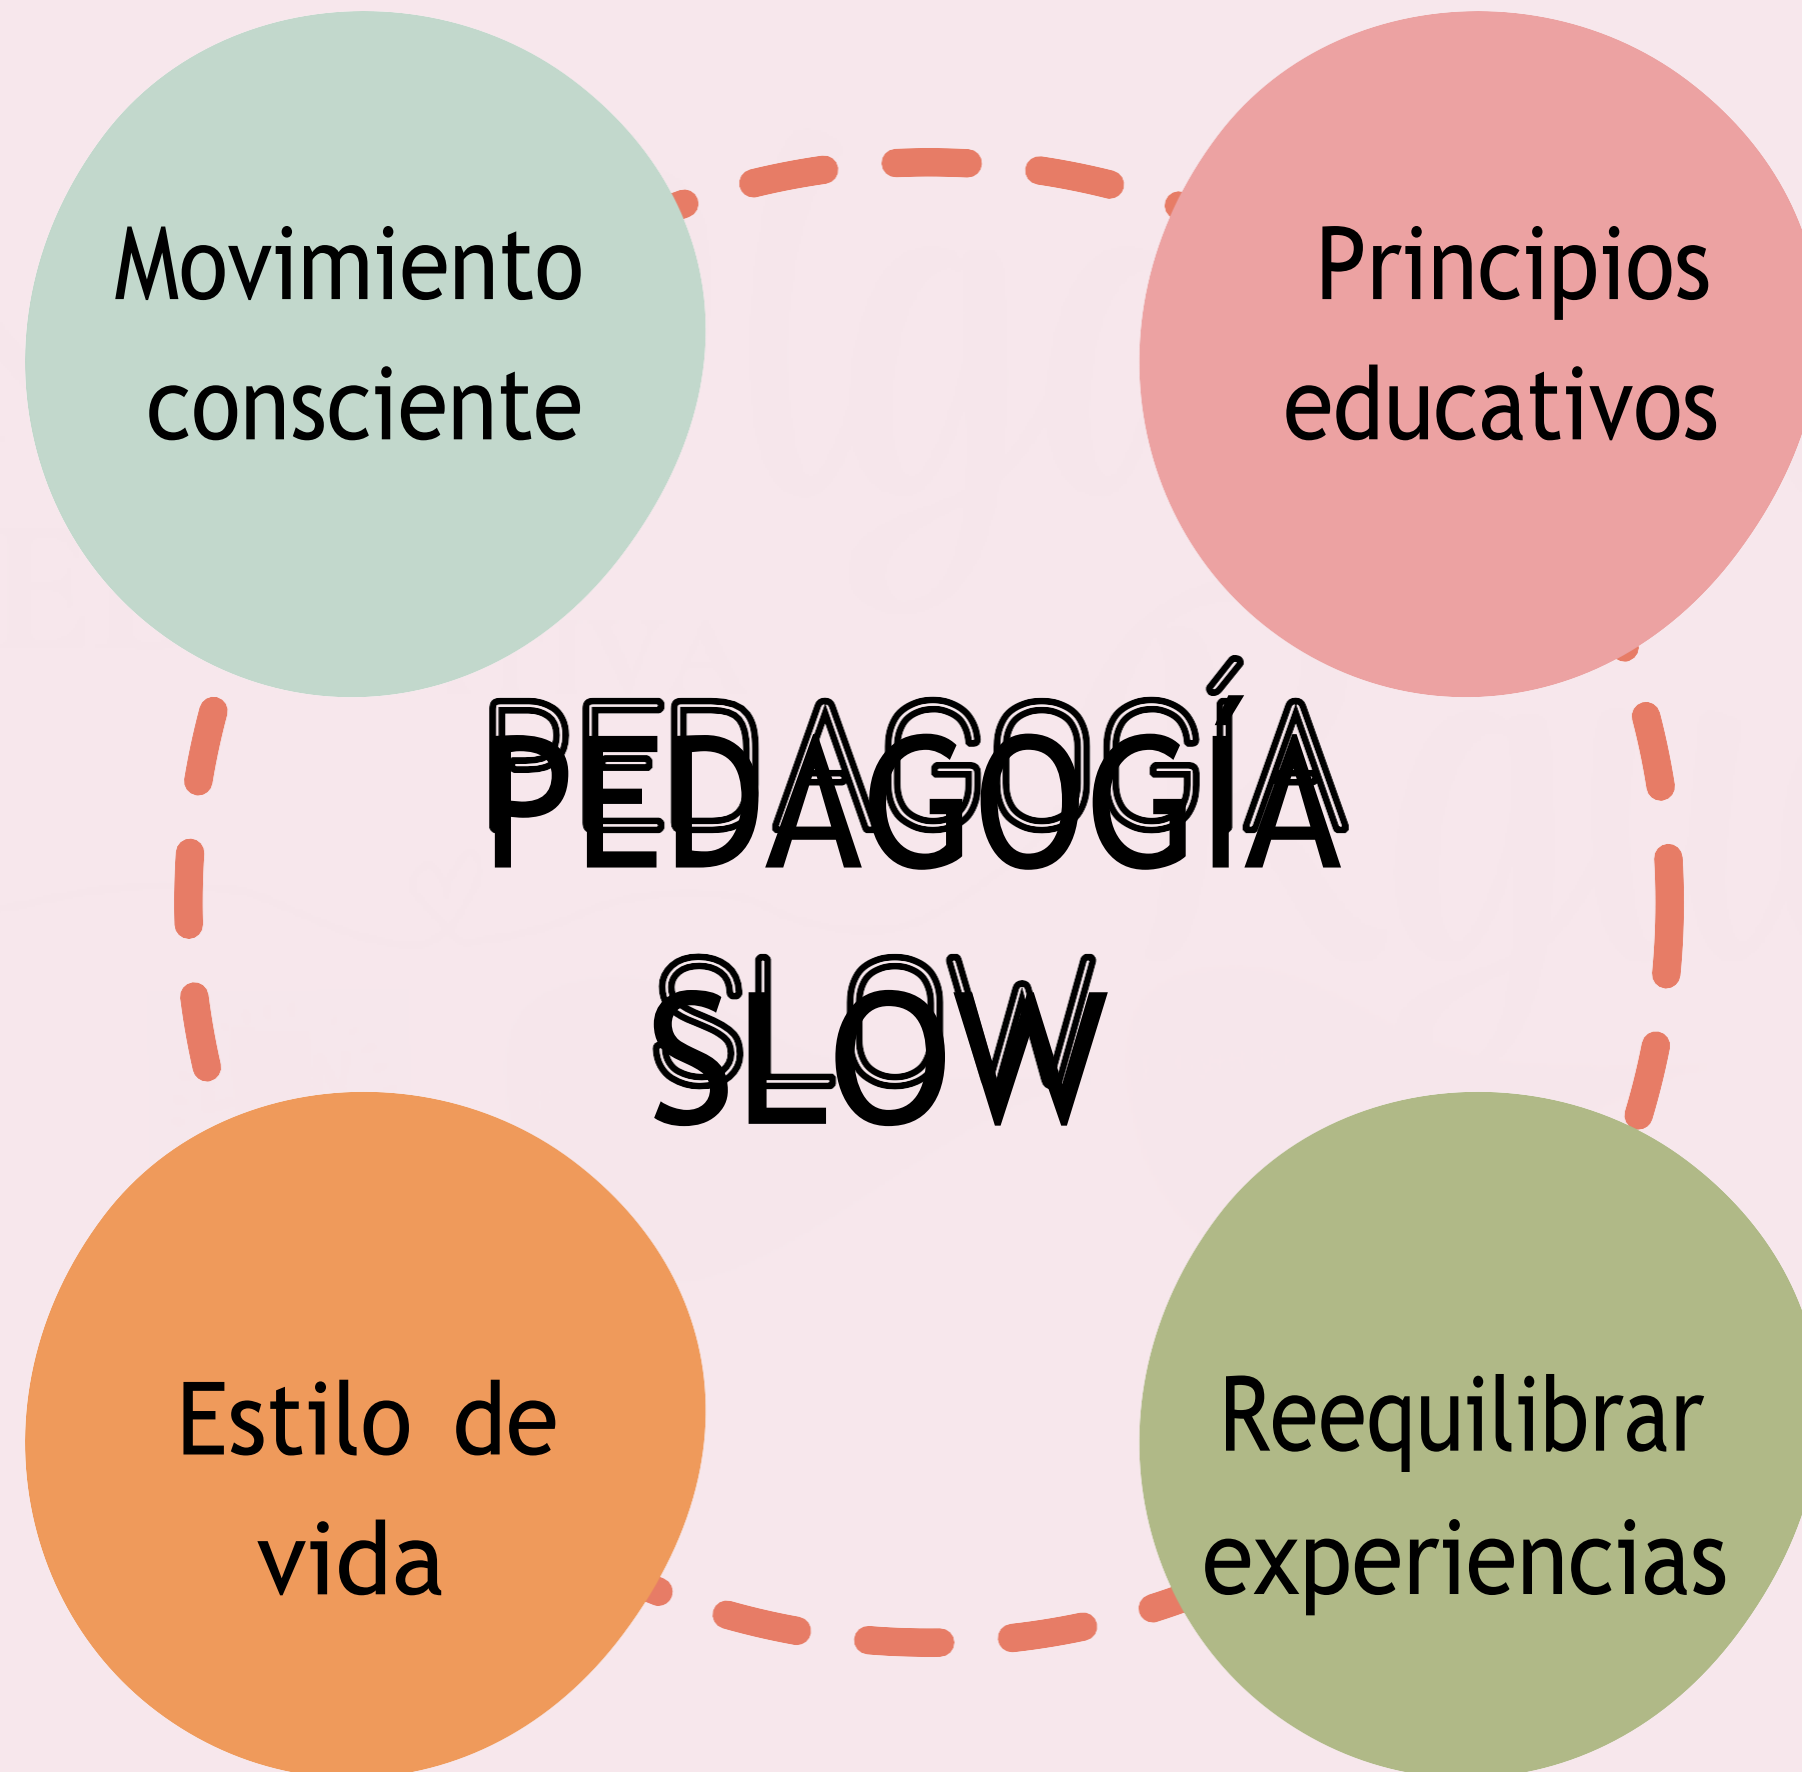 Movimiento
consciente
Principios
educativos
PEDAGOGÍA
SLOW
Estilo de
vida
Reequilibrar
experiencias